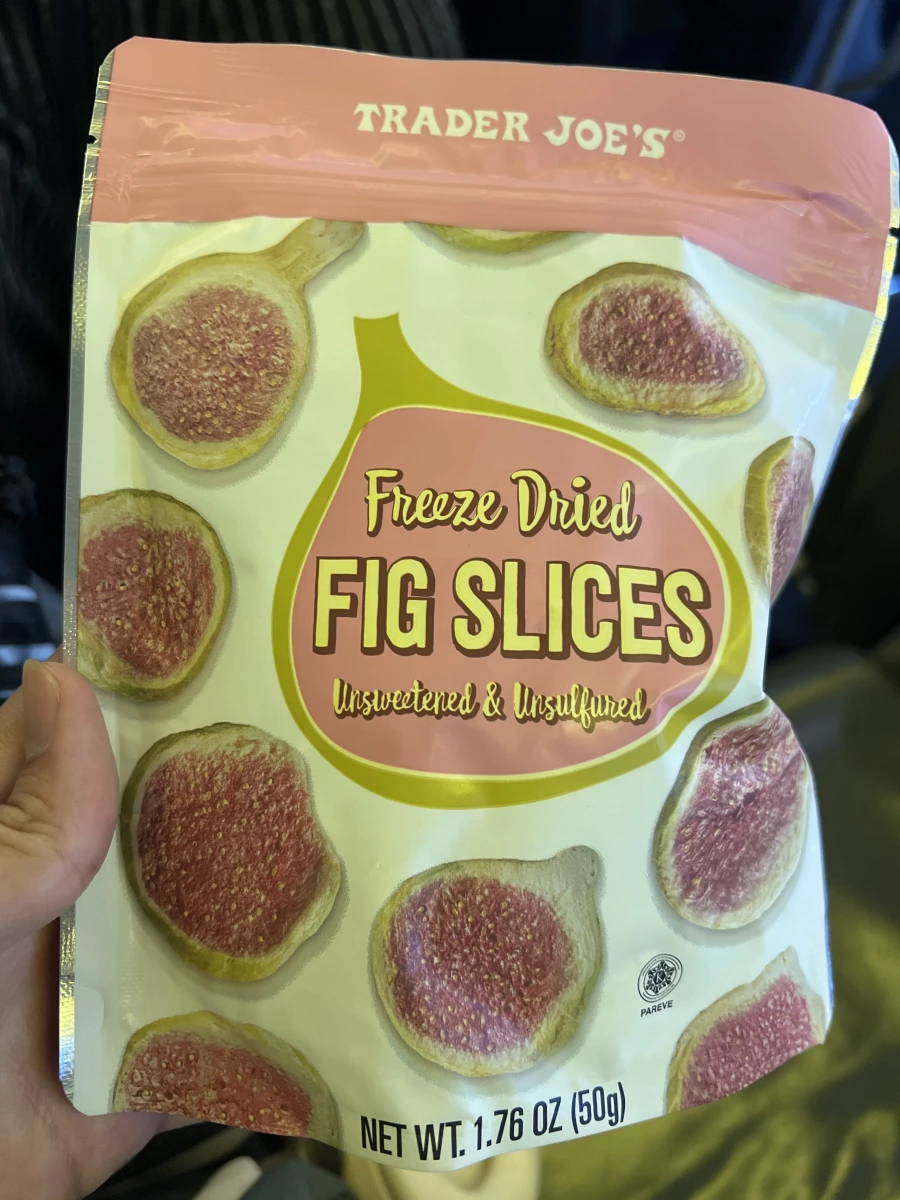 TRADER JOE'S®
Freeze Dried
FIG SLICES
Unsweetened & Unsulfured
PAREVE
NET WT. 1.76 OZ (50g)